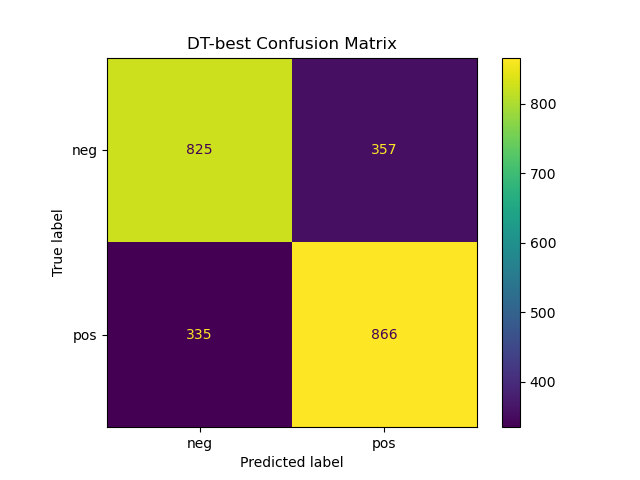 DT-best Confusion Matrix
True label
neg
825
357
pos
335
866
neg
pos
Predicted label
800
700
600
500
400